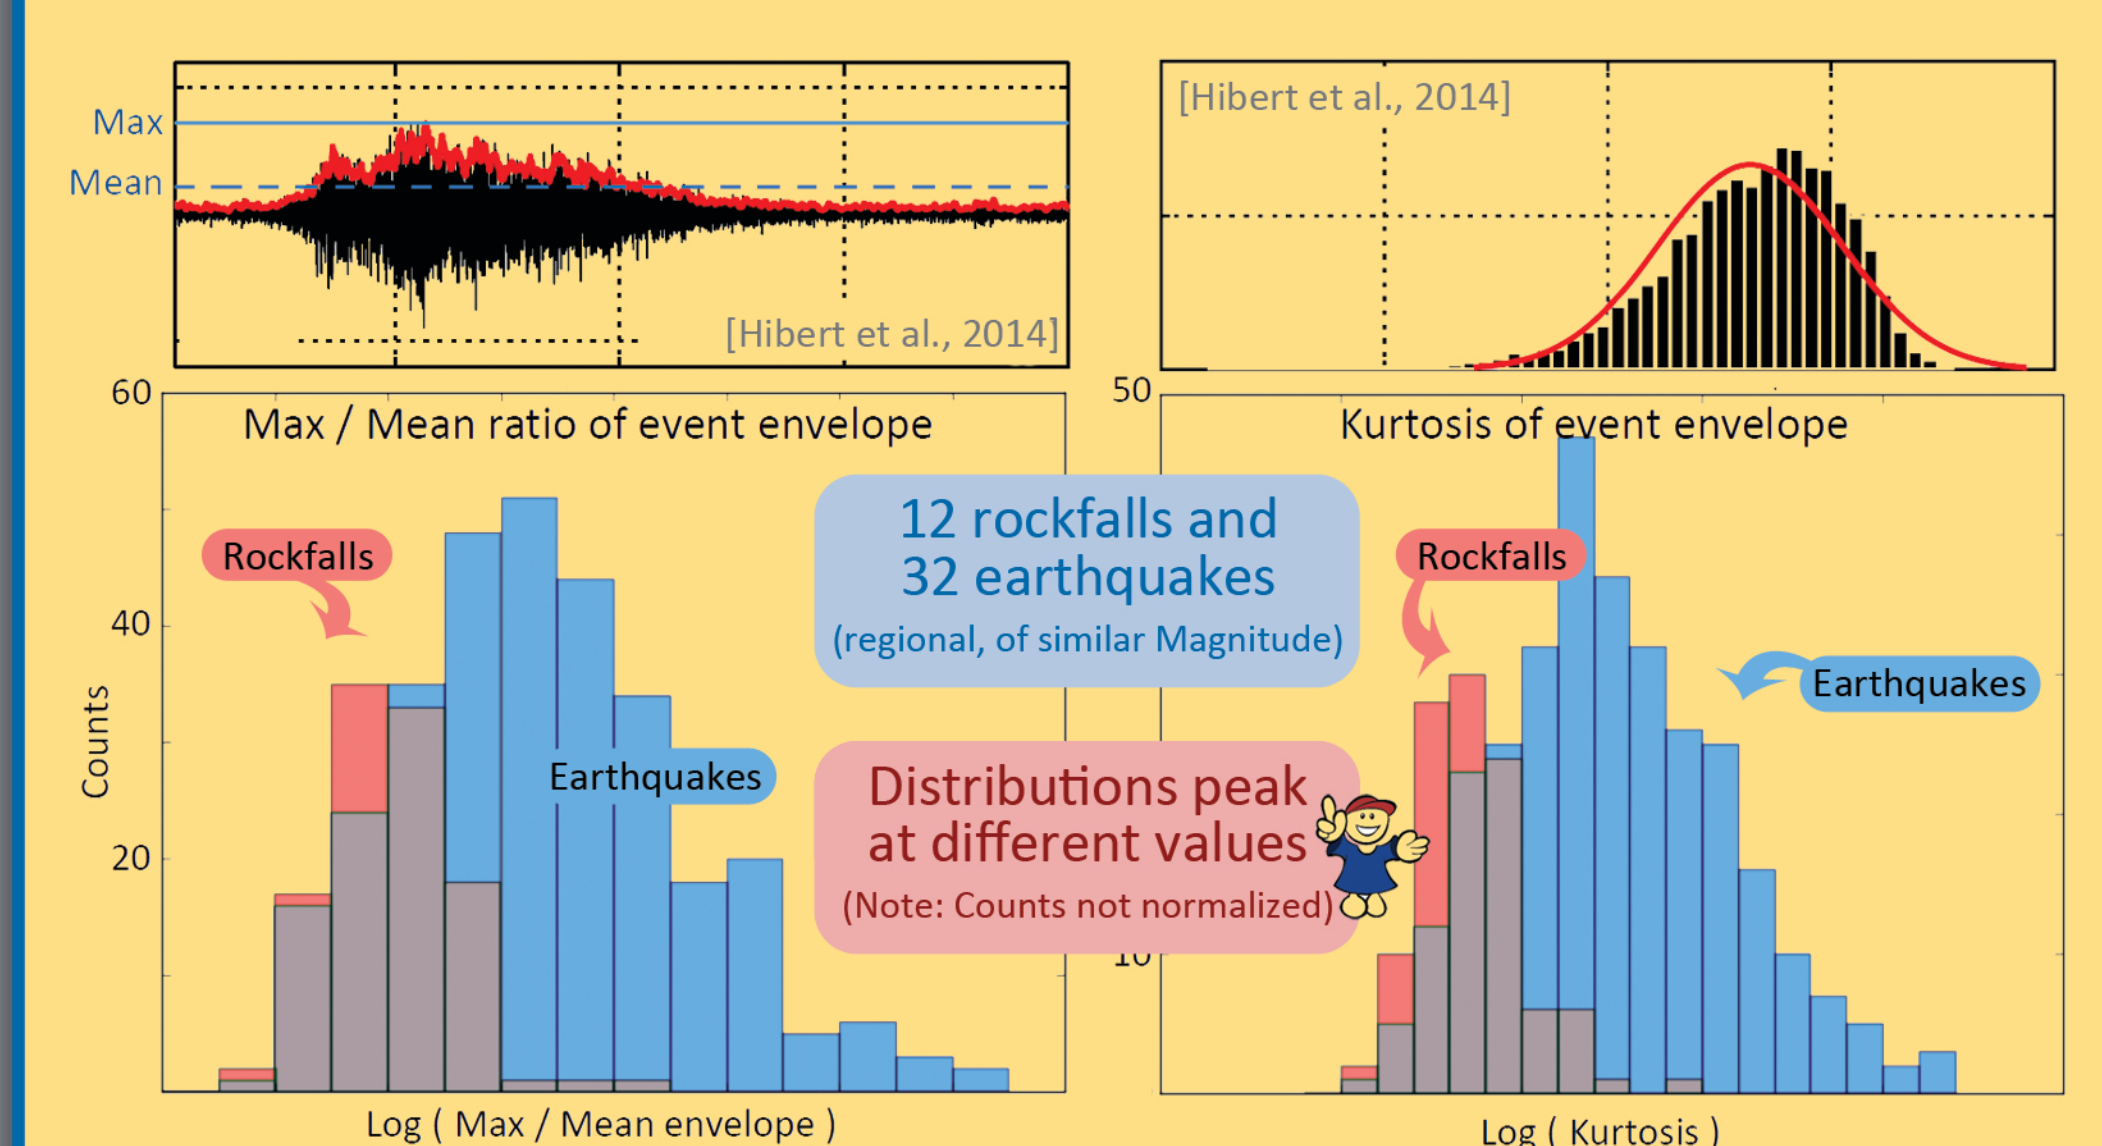 Max
Mean
[Hibert et al., 2014]
[Hibert et al., 2014]
60
Max / Mean ratio of event envelope
Rockfalls
40
Counts
20
Earthquakes
Log ( Max / Mean envelope )
12 rockfalls and
32 earthquakes
(regional, of similar Magnitude)
Distributions peak
at different values
(Note: Counts not normalized)
50
Kurtosis of event envelope
Rockfalls
Earthquakes
10
Log ( Kurtosis )